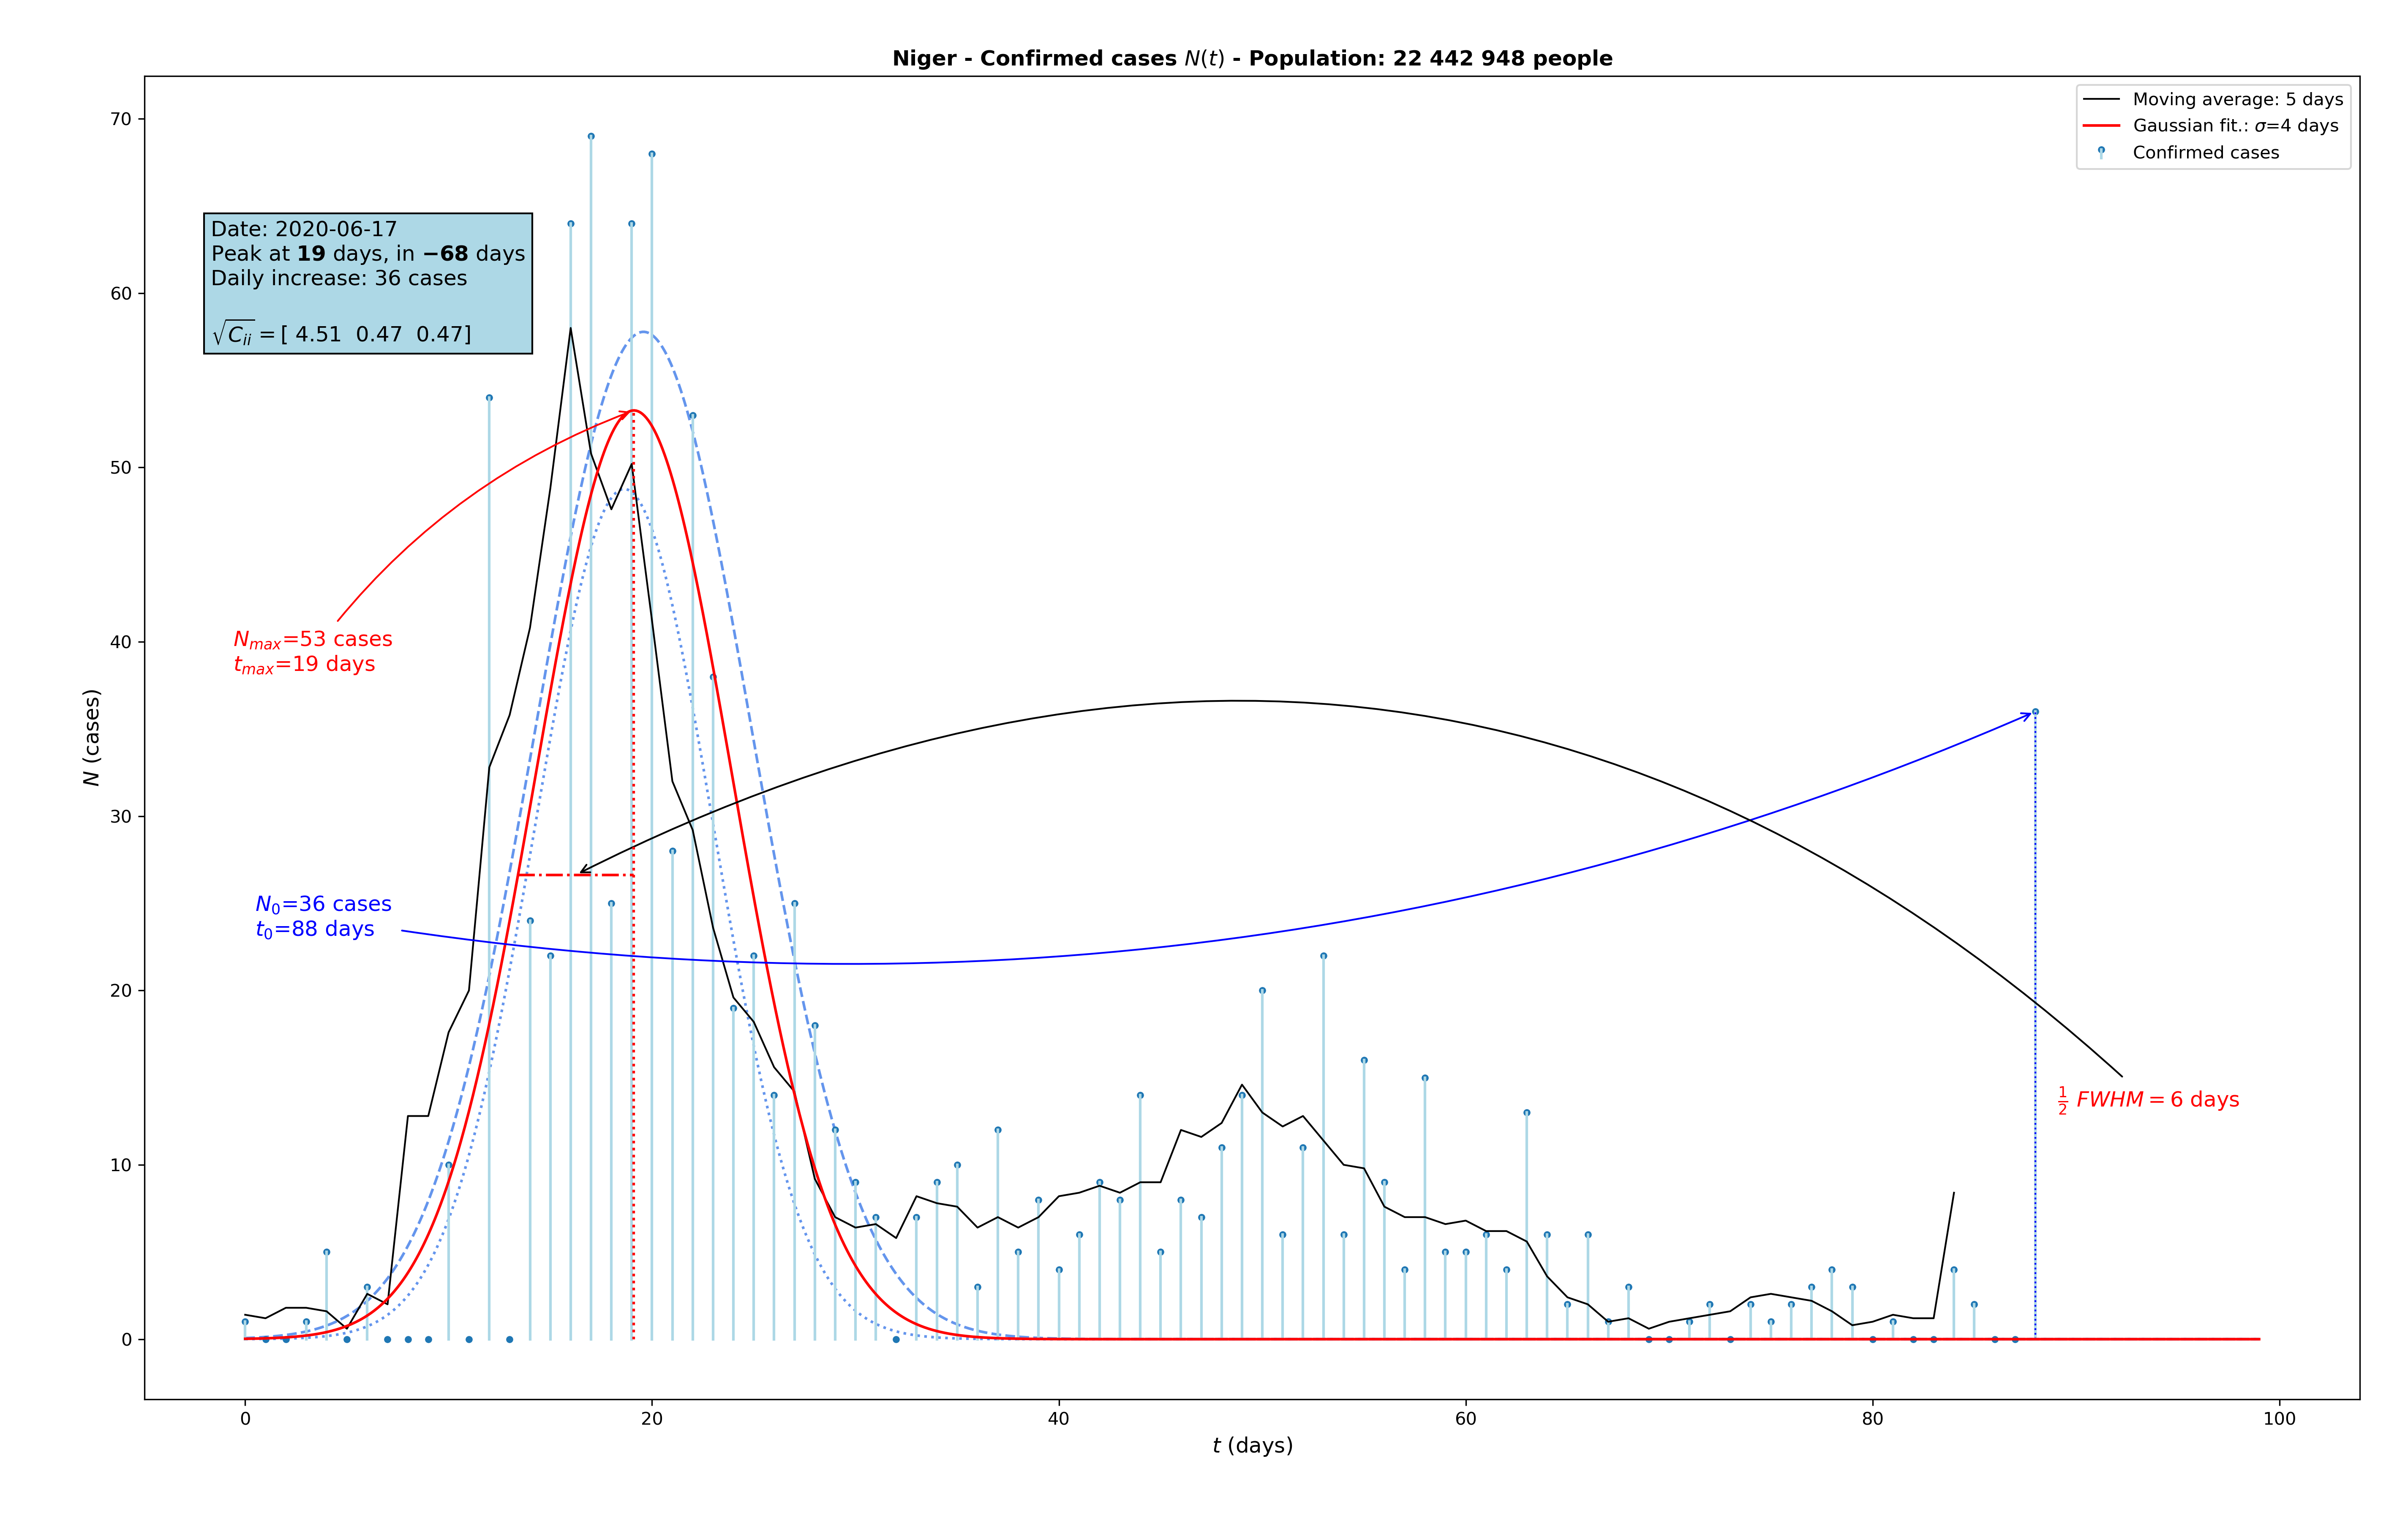 Niger - Confirmed cases N(t) - Population: 22 442 948 people
Moving average: 5 days
Gaussian fit.: σ=4 days
Confirmed cases
Date: 2020-06-17
Peak at 19 days, in −68 days
Daily increase: 36 cases
√C_ii = [ 4.51 0.47 0.47]
N_max=53 cases
t_max=19 days
N_0=36 cases
t_0=88 days
1/2 FWHM = 6 days
N (cases)
70
60
50
40
30
20
10
0
0 20 40 60 80 100
t (days)